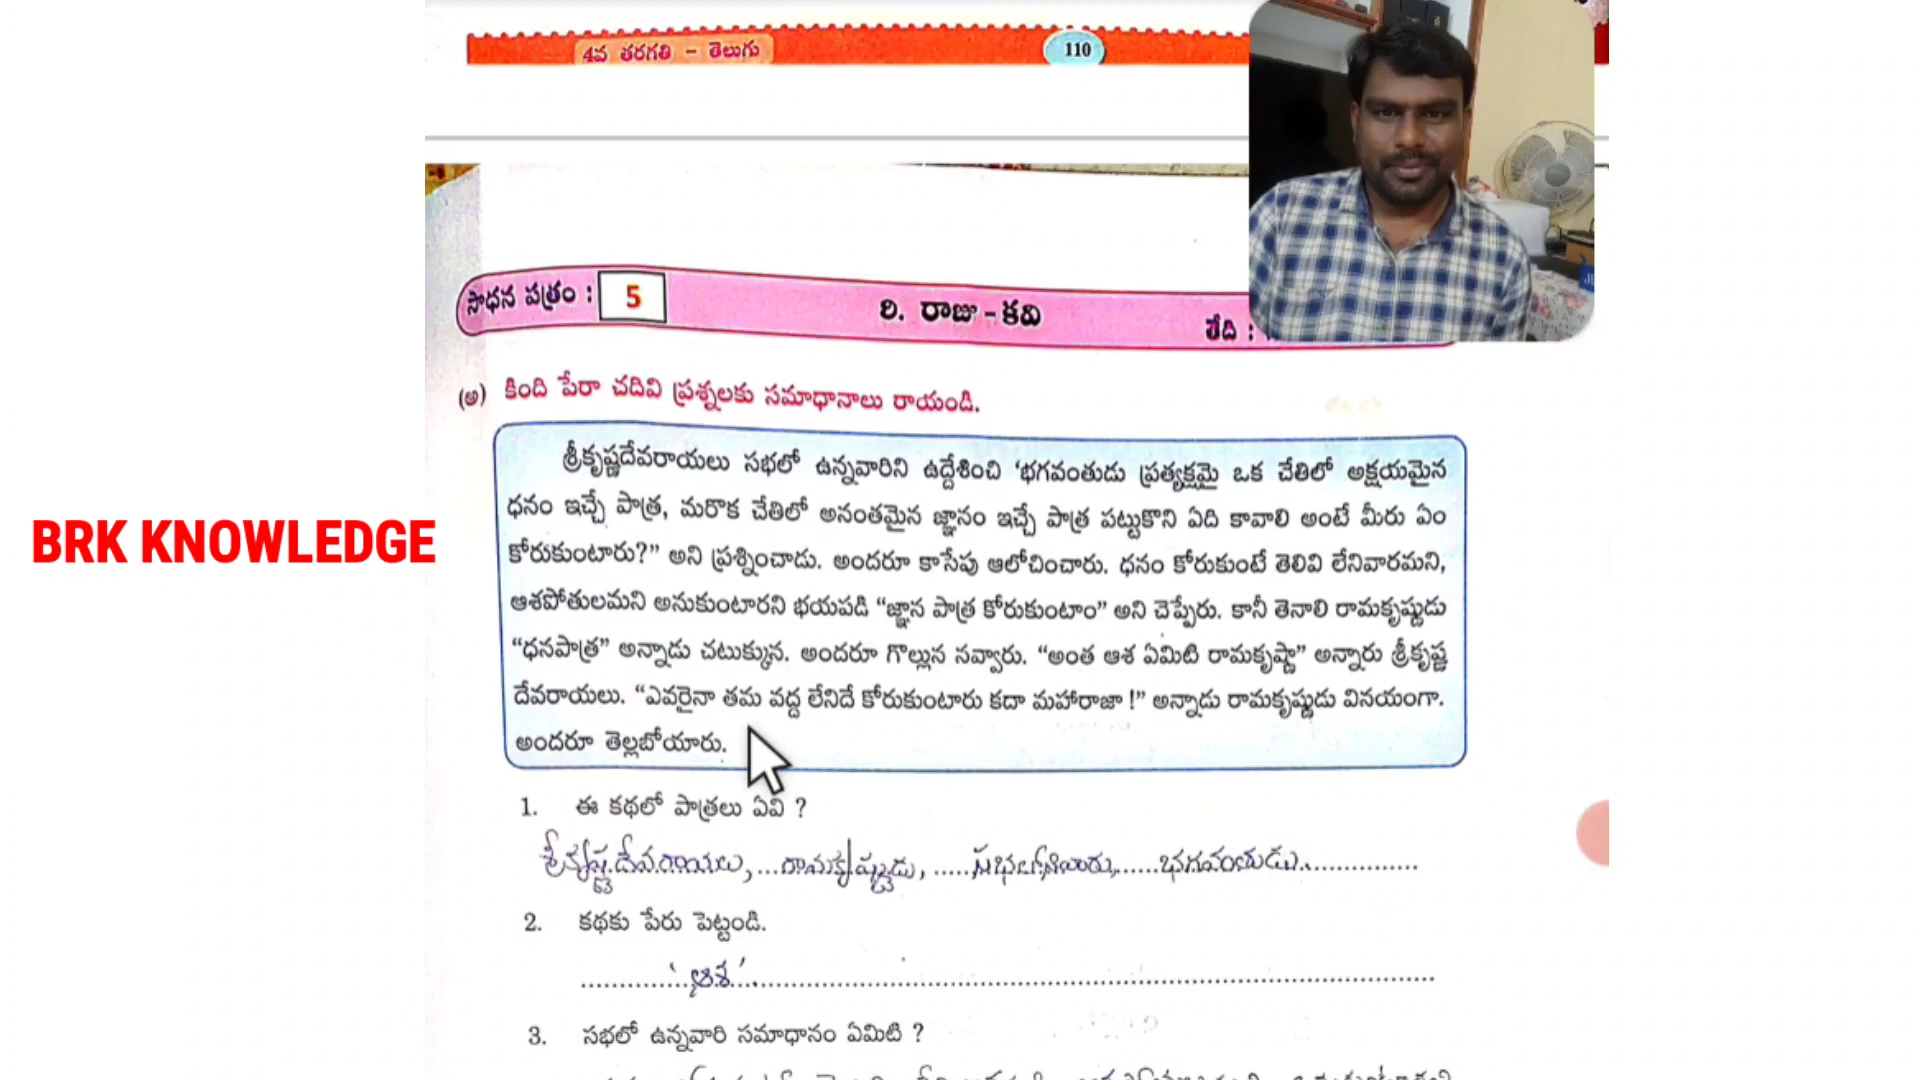 4వ తరగతి - తెలుగు
110
సాధన పత్రం : 5
రి. రాజు - కవి
తేది :
(అ) కింది పేరా చదివి ప్రశ్నలకు సమాధానాలు రాయండి.
శ్రీకృష్ణదేవరాయలు సభలో ఉన్నవారిని ఉద్దేశించి ‘భగవంతుడు ప్రత్యక్షమై ఒక చేతిలో అక్షయమైన
ధనం ఇచ్చే పాత్ర, మరొక చేతిలో అనంతమైన జ్ఞానం ఇచ్చే పాత్ర పట్టుకొని ఏది కావాలి అంటే మీరు ఏం
కోరుకుంటారు?” అని ప్రశ్నించాడు. అందరూ కాసేపు ఆలోచించారు. ధనం కోరుకుంటే తెలివి లేనివారమని,
ఆశపోతులమని అనుకుంటారని భయపడి “జ్ఞాన పాత్ర కోరుకుంటాం” అని చెప్పేరు. కానీ తెనాలి రామకృష్ణుడు
“ధనపాత్ర” అన్నాడు చటుక్కున. అందరూ గొల్లున నవ్వారు. “అంత ఆశ ఏమిటి రామకృష్ణా” అన్నారు శ్రీకృష్ణ
దేవరాయలు. “ఎవరైనా తమ వద్ద లేనిదే కోరుకుంటారు కదా మహారాజా !” అన్నాడు రామకృష్ణుడు వినయంగా.
అందరూ తెల్లబోయారు.
BRK KNOWLEDGE
1. ఈ కథలో పాత్రలు ఏవి ?
శ్రీకృష్ణదేవరాయలు, రామకృష్ణుడు, భగవంతుడు
2. కథకు పేరు పెట్టండి.
‘ఆశ’
3. సభలో ఉన్నవారి సమాధానం ఏమిటి ?